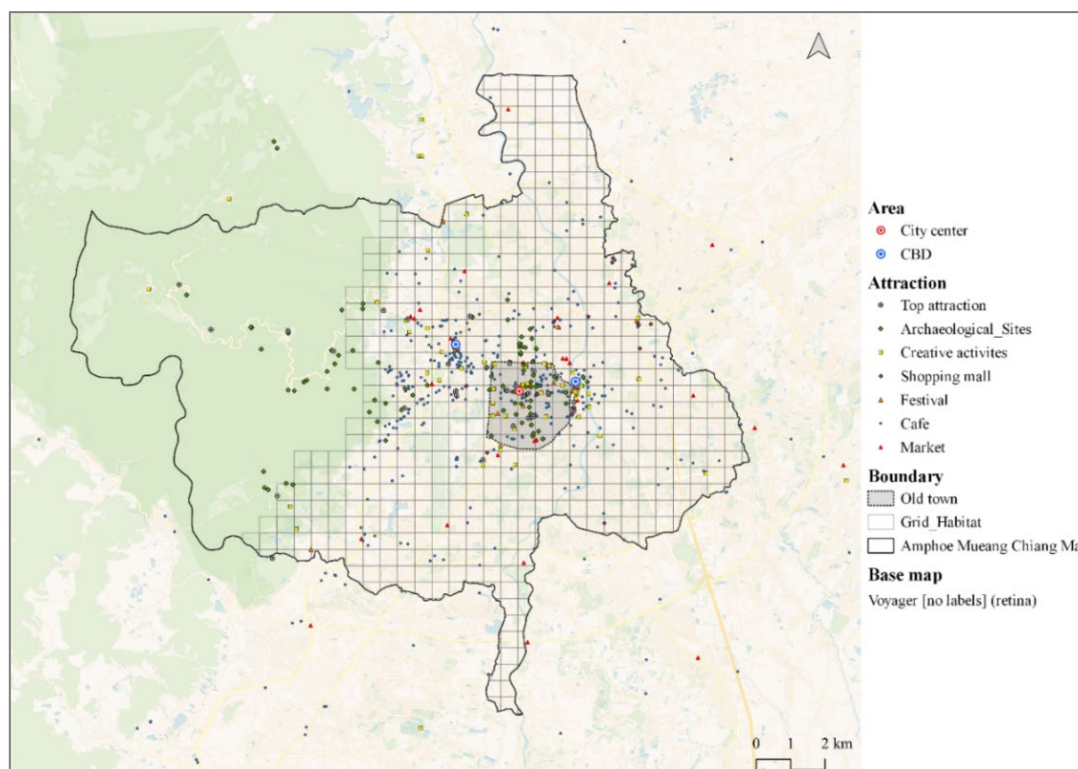 Area
City center
CBD
Attraction
Top attraction
Archaeological_Sites
Creative activites
Shopping mall
Festival
Cafe
Market
Boundary
Old town
Grid_Habitat
Amphoe Mueang Chiang Ma
Base map
Voyager [no labels] (retina)
0 1 2 km